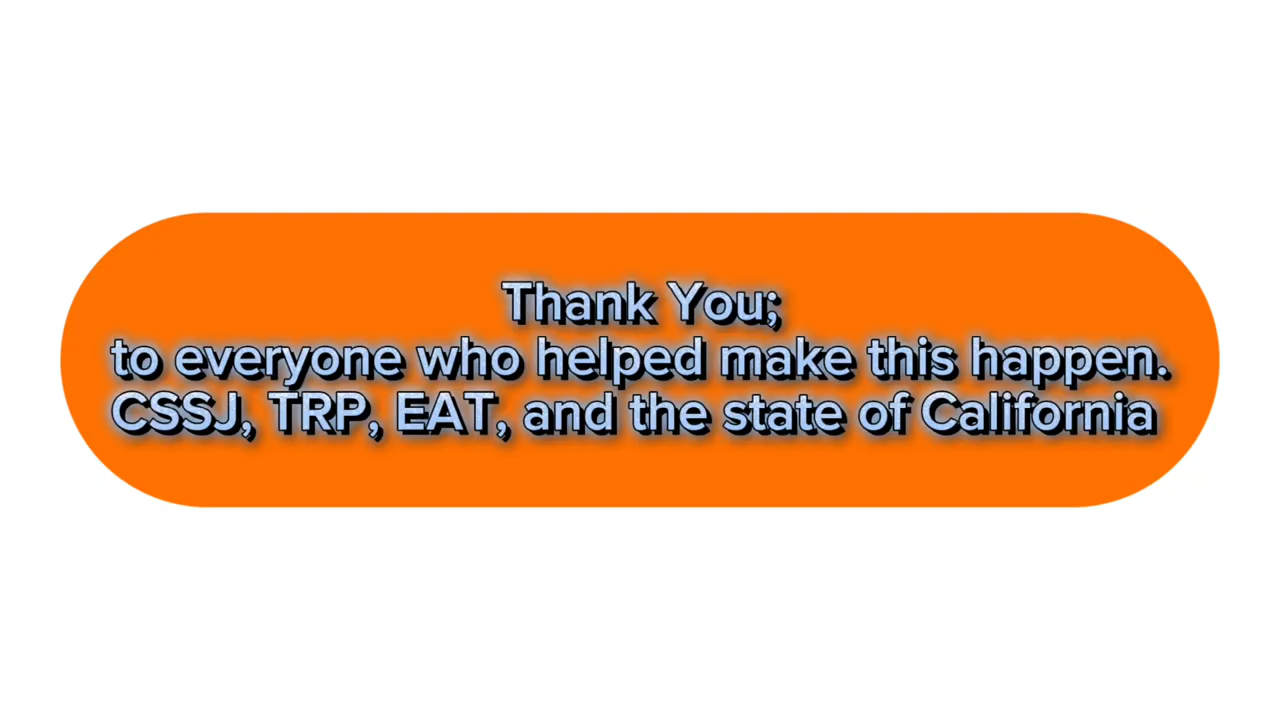 Thank You;
to everyone who helped make this happen.
CSSJ, TRP, EAT, and the state of California